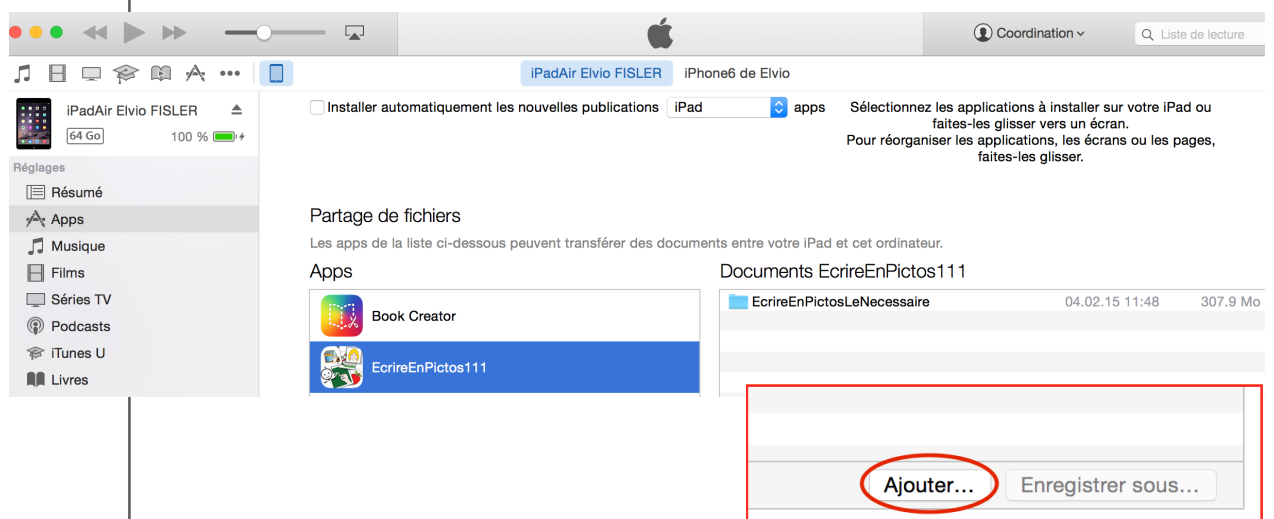 Coordination
Liste de lecture
iPadAir Elvio FISLER
iPhone6 de Elvio
iPadAir Elvio FISLER
64 Go
100 %
Réglages
Résumé
Apps
Musique
Films
Séries TV
Podcasts
iTunes U
Livres
Installer automatiquement les nouvelles publications iPad apps
Sélectionnez les applications à installer sur votre iPad ou
faites-les glisser vers un écran.
Pour réorganiser les applications, les écrans ou les pages,
faites-les glisser.
Partage de fichiers
Les apps de la liste ci-dessous peuvent transférer des documents entre votre iPad et cet ordinateur.
Apps
Book Creator
EcrireEnPictos111
Documents EcrireEnPictos111
EcrireEnPictosLeNecessaire 04.02.15 11:48 307.9 Mo
Ajouter...
Enregistrer sous...